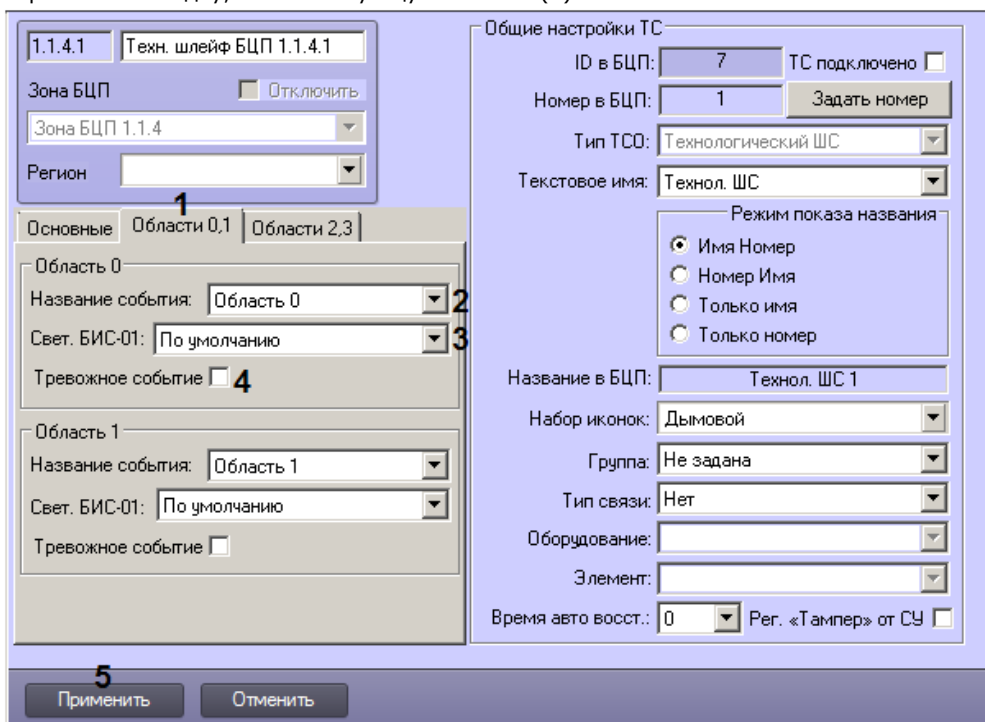 1.1.4.1 Техн. шлейф БЦП 1.1.4.1
Зона БЦП Отключить
Зона БЦП 1.1.4
Регион
1
Основные Области 0,1 Области 2,3
Область 0
Название события: Область 0 2
Свет. БИС-01: По умолчанию 3
Тревожное событие 4
Область 1
Название события: Область 1
Свет. БИС-01: По умолчанию
Тревожное событие
Общие настройки ТС
ID в БЦП: 7 ТС подключено
Номер в БЦП: 1 Задать номер
Тип ТСО: Технологический ШС
Текстовое имя: Технол. ШС
Режим показа названия
Имя Номер
Номер Имя
Только имя
Только номер
Название в БЦП: Технол. ШС 1
Набор иконок: Дымовой
Группа: Не задана
Тип связи: Нет
Оборудование:
Элемент:
Время авто восст.: 0 Рег. «Тампер» от СУ
5
Применить Отменить